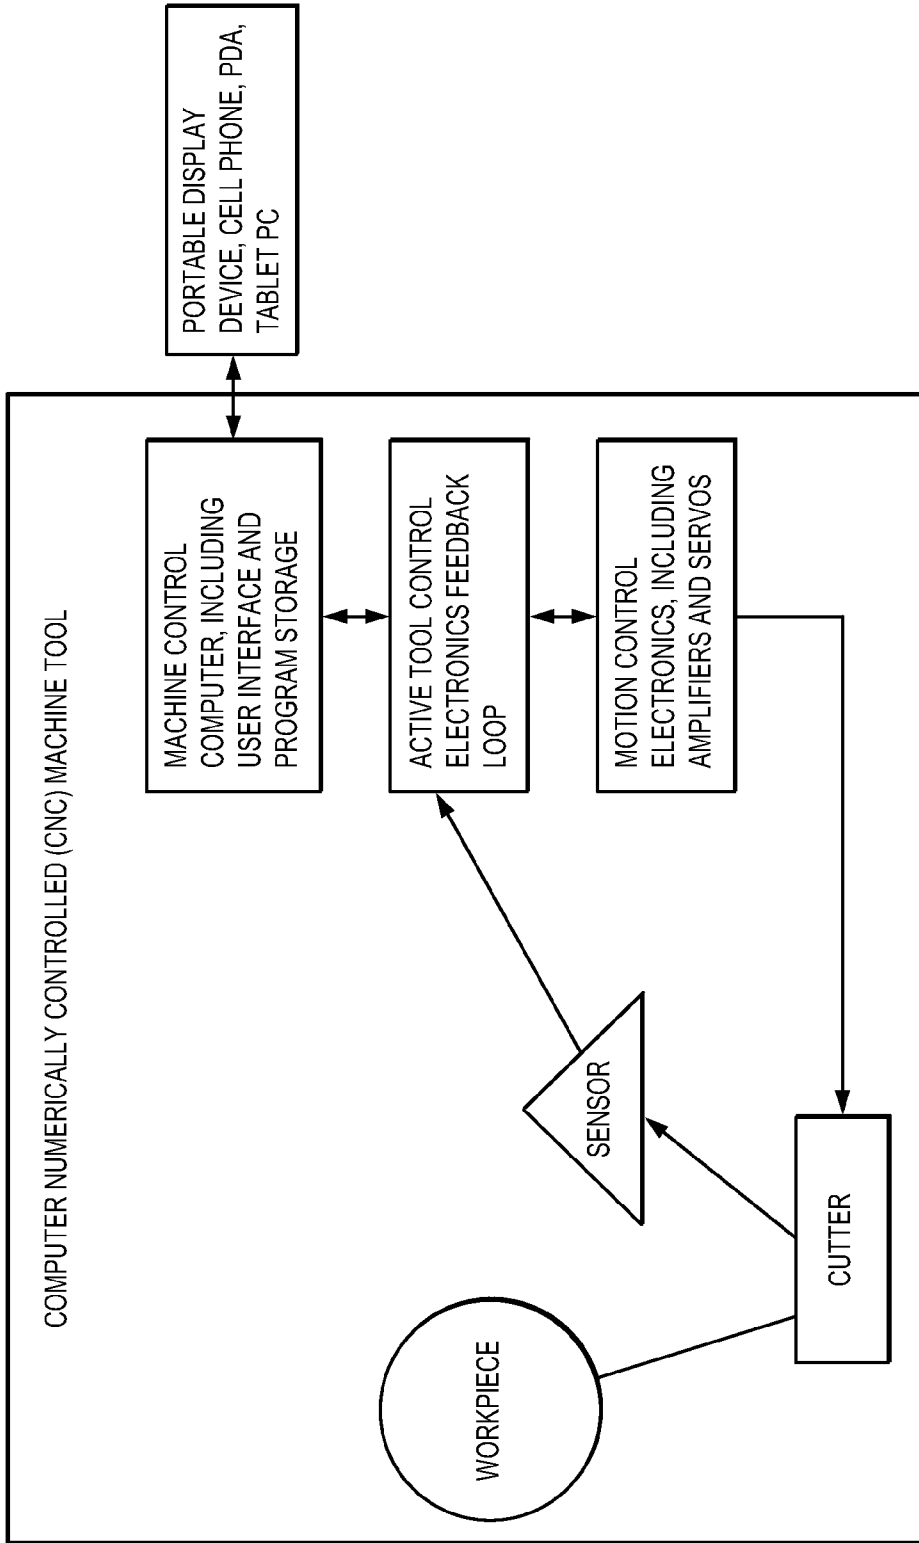 COMPUTER NUMERICALLY CONTROLLED (CNC) MACHINE TOOL
PORTABLE DISPLAY
DEVICE, CELL PHONE, PDA,
TABLET PC
MACHINE CONTROL
COMPUTER, INCLUDING
USER INTERFACE AND
PROGRAM STORAGE
ACTIVE TOOL CONTROL
ELECTRONICS FEEDBACK
LOOP
MOTION CONTROL
ELECTRONICS, INCLUDING
AMPLIFIERS AND SERVOS
SENSOR
WORKPIECE
CUTTER